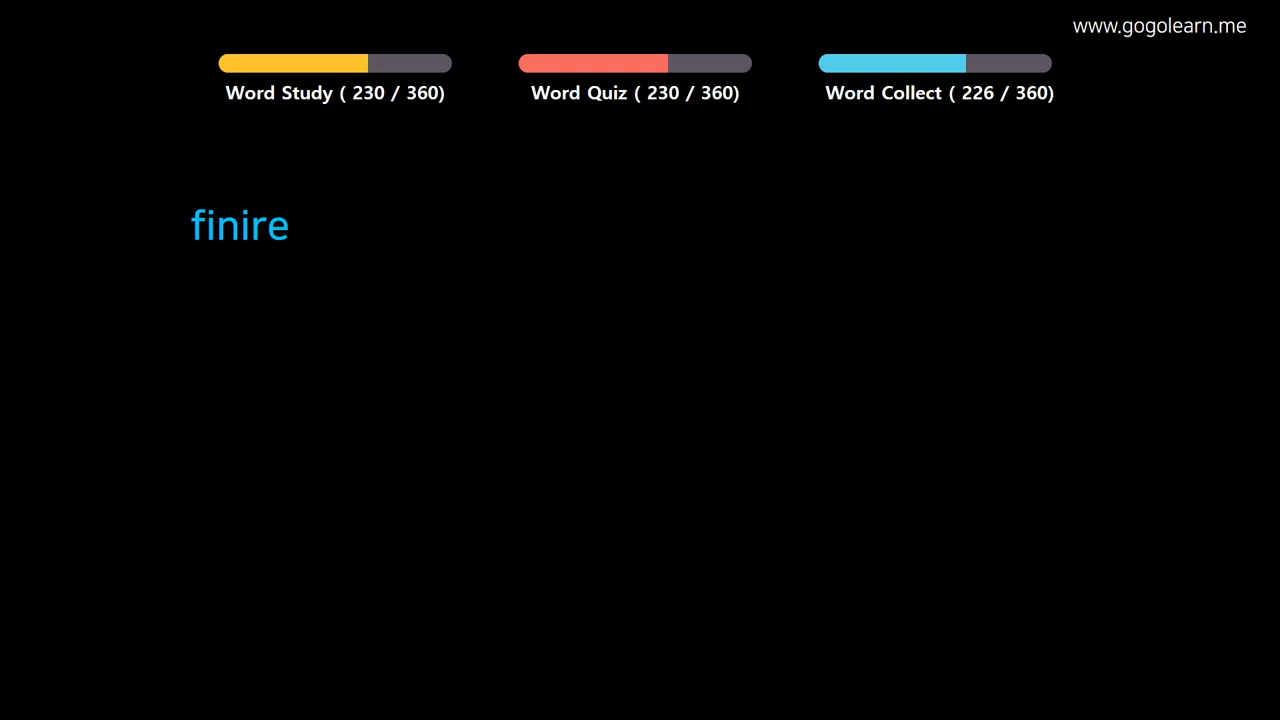 www.gogolearn.me
Word Study ( 230 / 360)
Word Quiz ( 230 / 360)
Word Collect ( 226 / 360)
finire